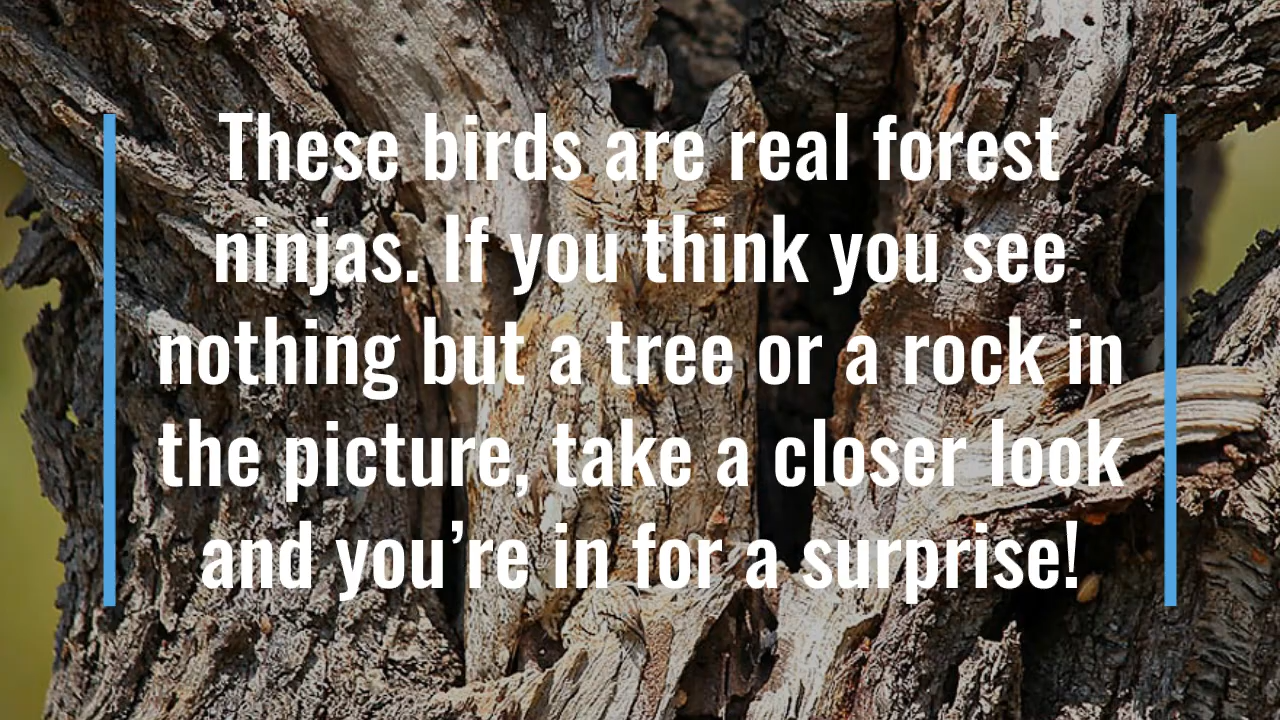 These birds are real forest
ninjas. If you think you see
nothing but a tree or a rock in
the picture, take a closer look
and you’re in for a surprise!